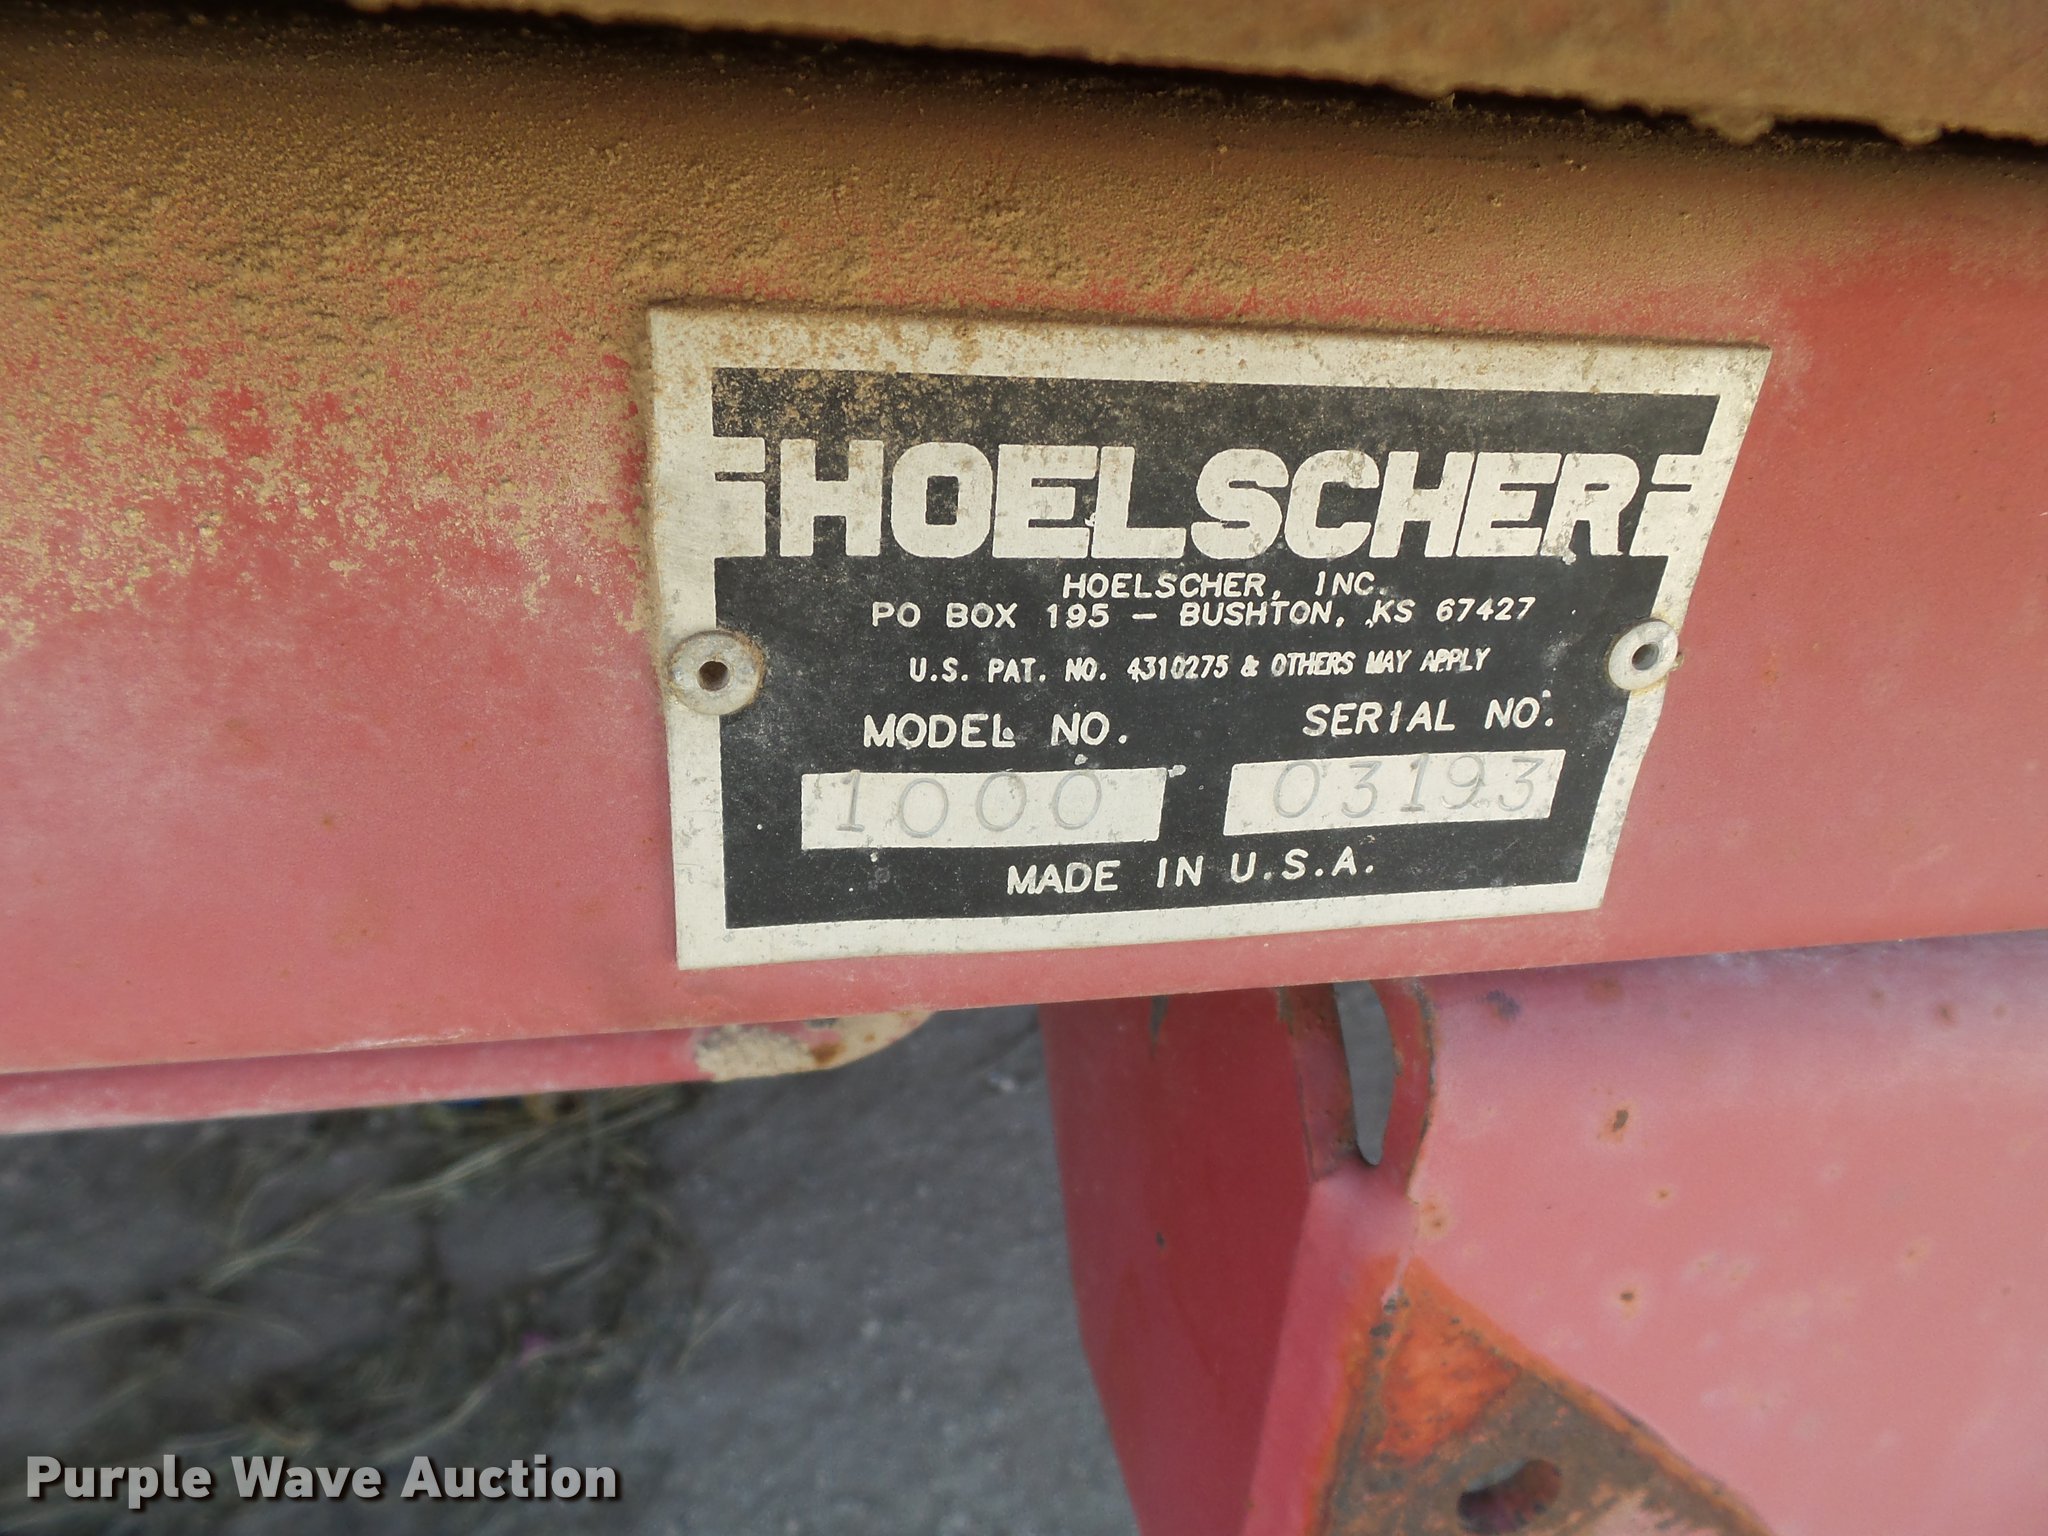 HOELSCHER
HOELSCHER, INC.
PO BOX 195 - BUSHTON, KS 67427
U.S. PAT. NO. 4310275 & OTHERS MAY APPLY
MODEL NO. SERIAL NO.
1000 03193
MADE IN U.S.A.
Purple Wave Auction